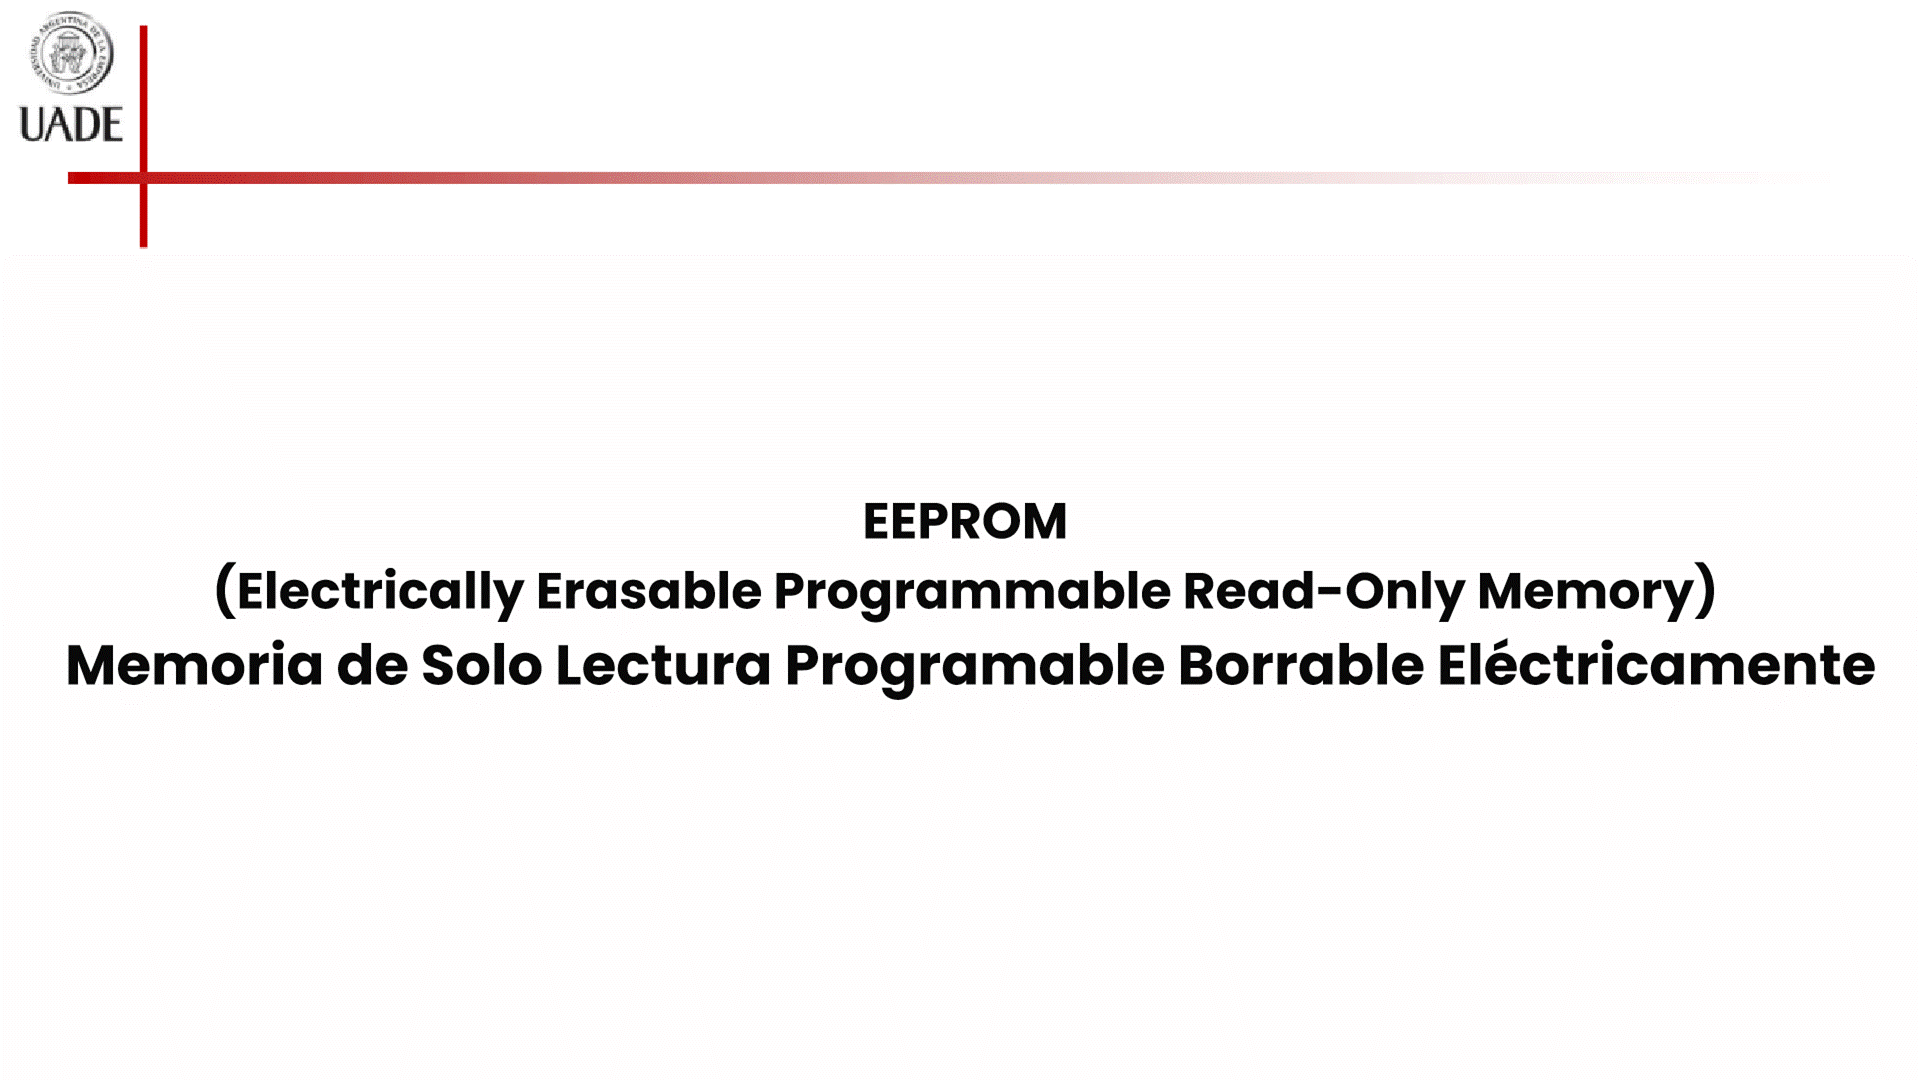 UNIVERSIDAD ARGENTINA DE LA EMPRESA
UADE
EEPROM
(Electrically Erasable Programmable Read-Only Memory)
Memoria de Solo Lectura Programable Borrable Eléctricamente